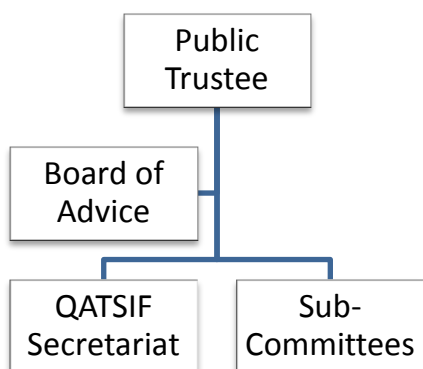 Public
Trustee
Board of
Advice
QATSIF
Secretariat
Sub-
Committees